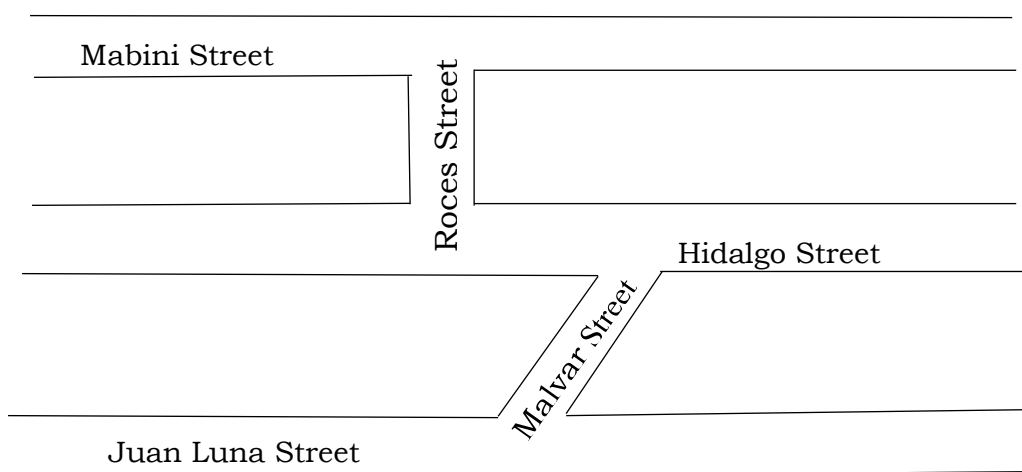 Mabini Street
Roces Street
Hidalgo Street
Malvar Street
Juan Luna Street